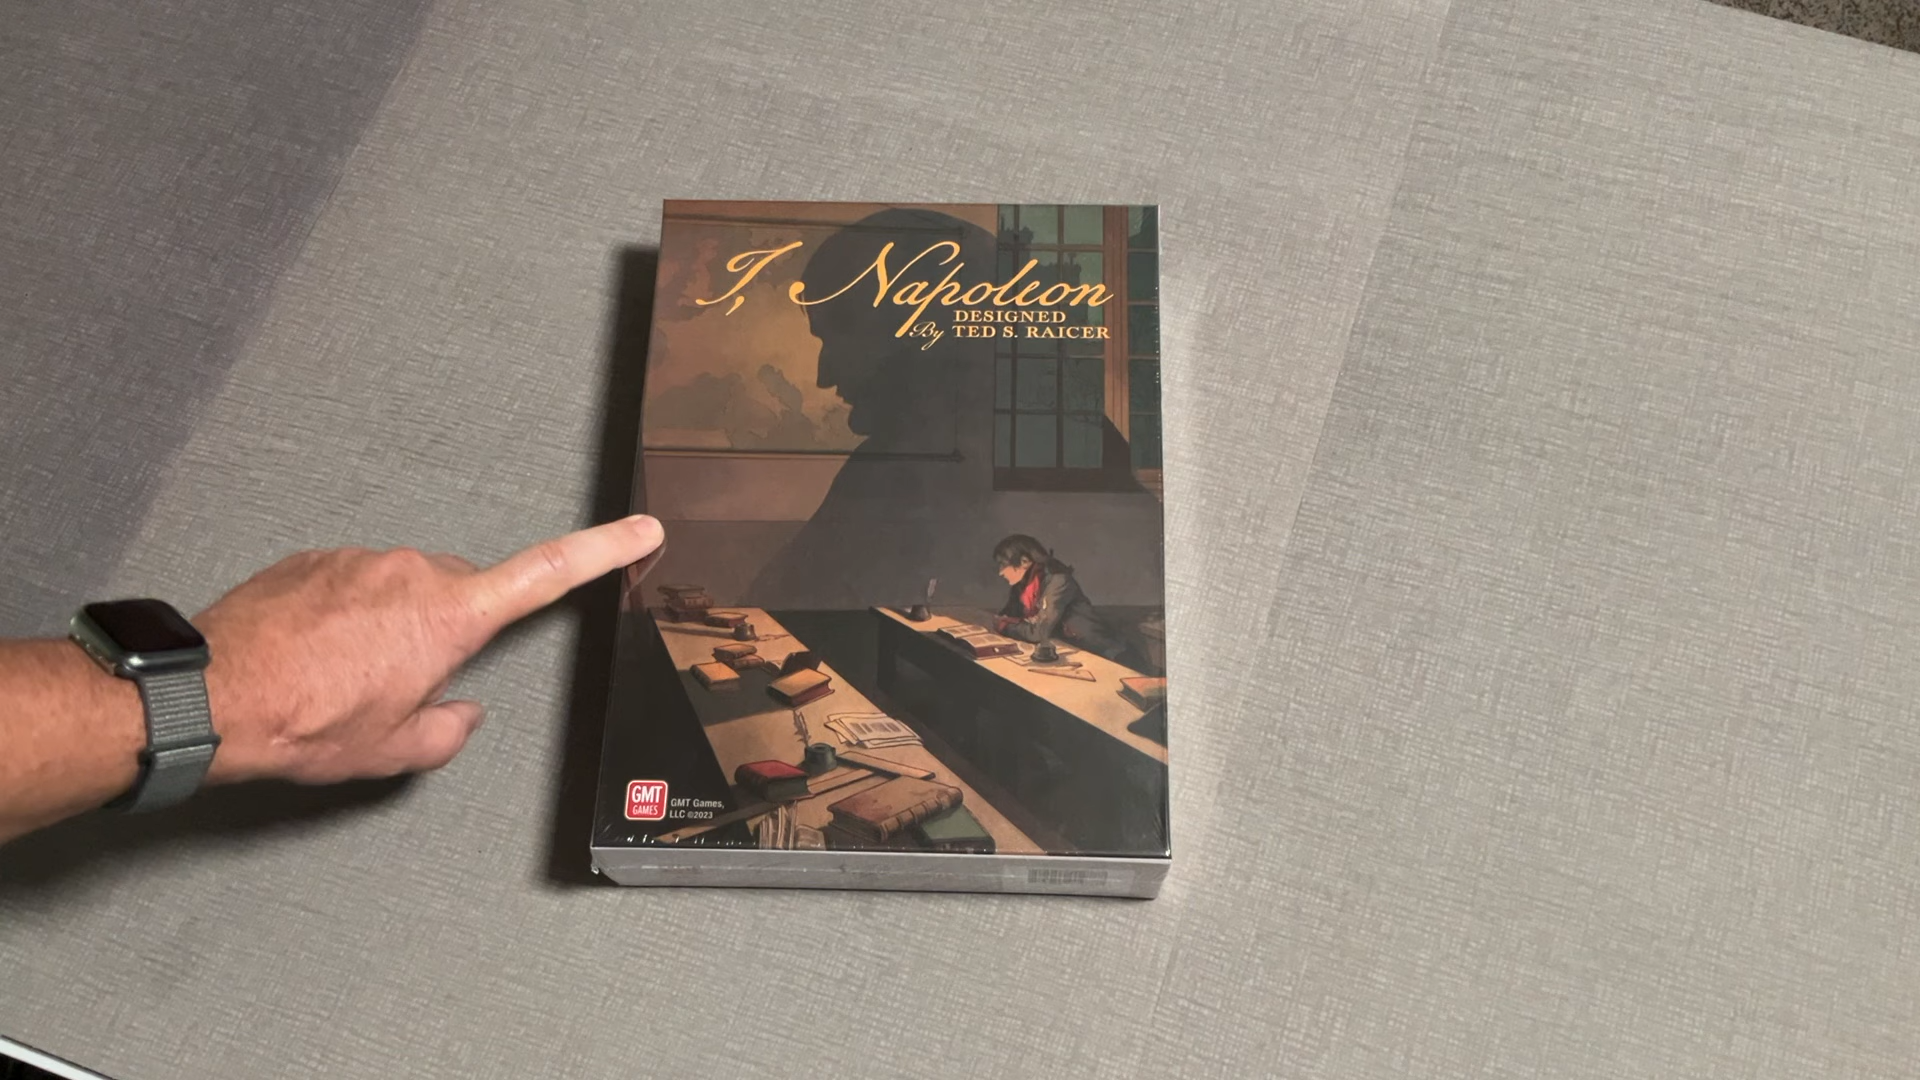 I, Napoleon
DESIGNED
By TED S. RAICER
GMT
GAMES
GMT Games,
LLC ©2023